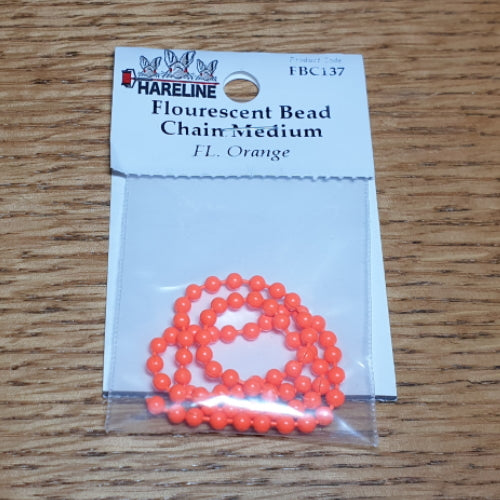 Product Code
FBC137
HARELINE
Flourescent Bead
Chain Medium
FL. Orange